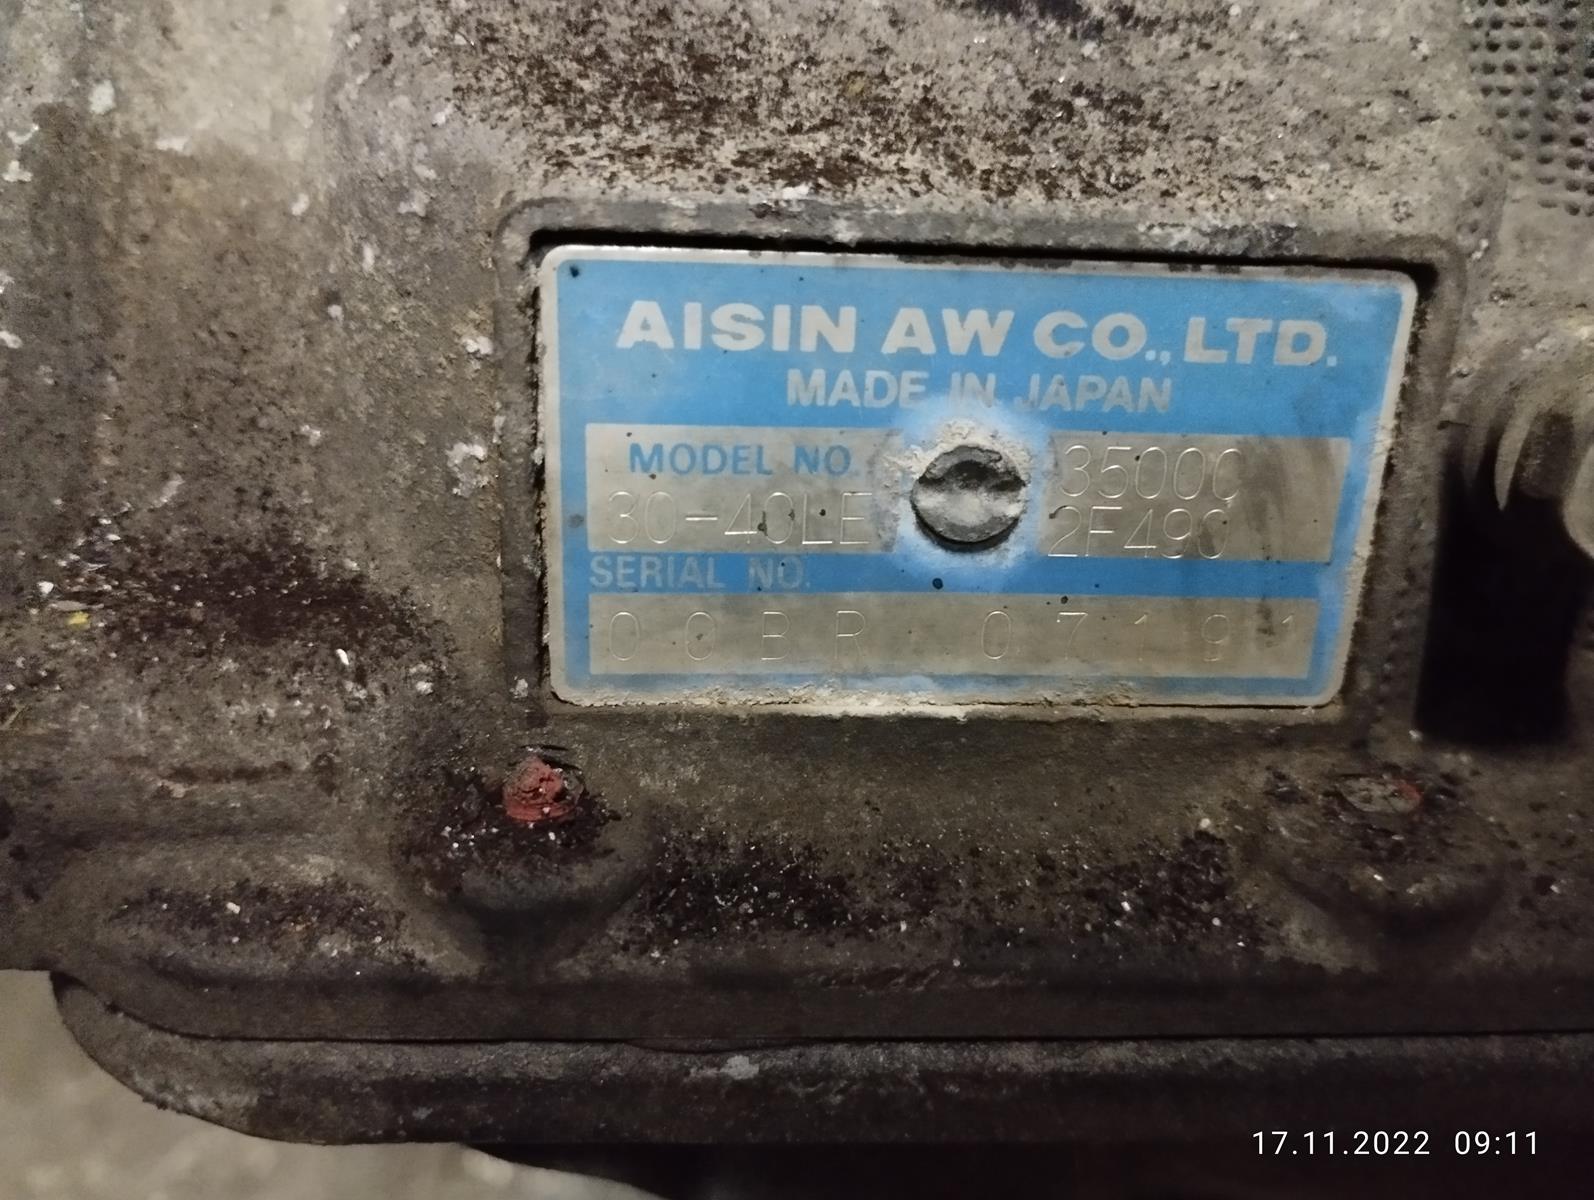 AISIN AW CO., LTD.
MADE IN JAPAN
MODEL NO. 35000
30-40LE 2F490
SERIAL NO.
00BR 07191
17.11.2022 09:11